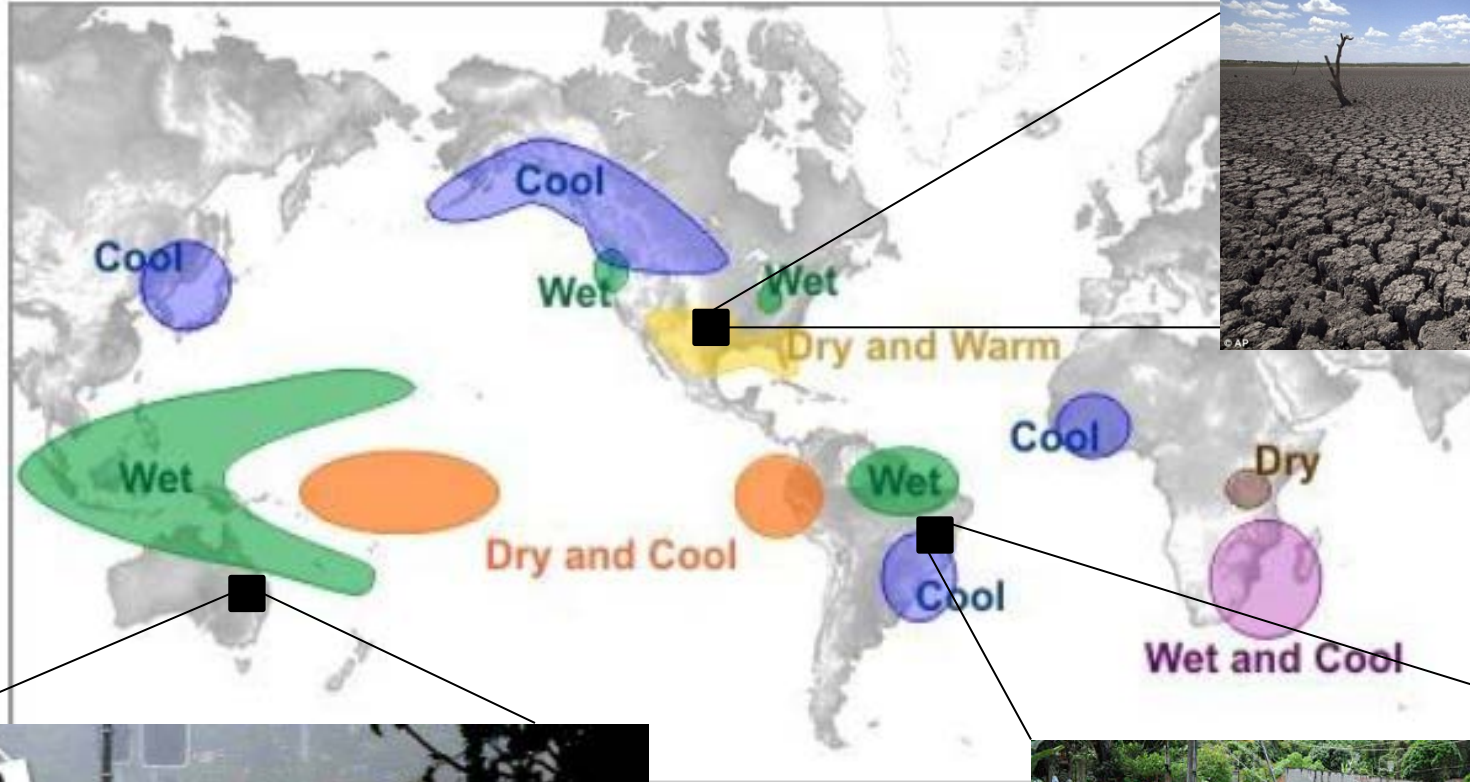 Cool
Cool
Wet
Wet
Dry and Warm
Cool
Dry
Wet
Wet
Dry and Cool
Cool
Wet and Cool
© AP